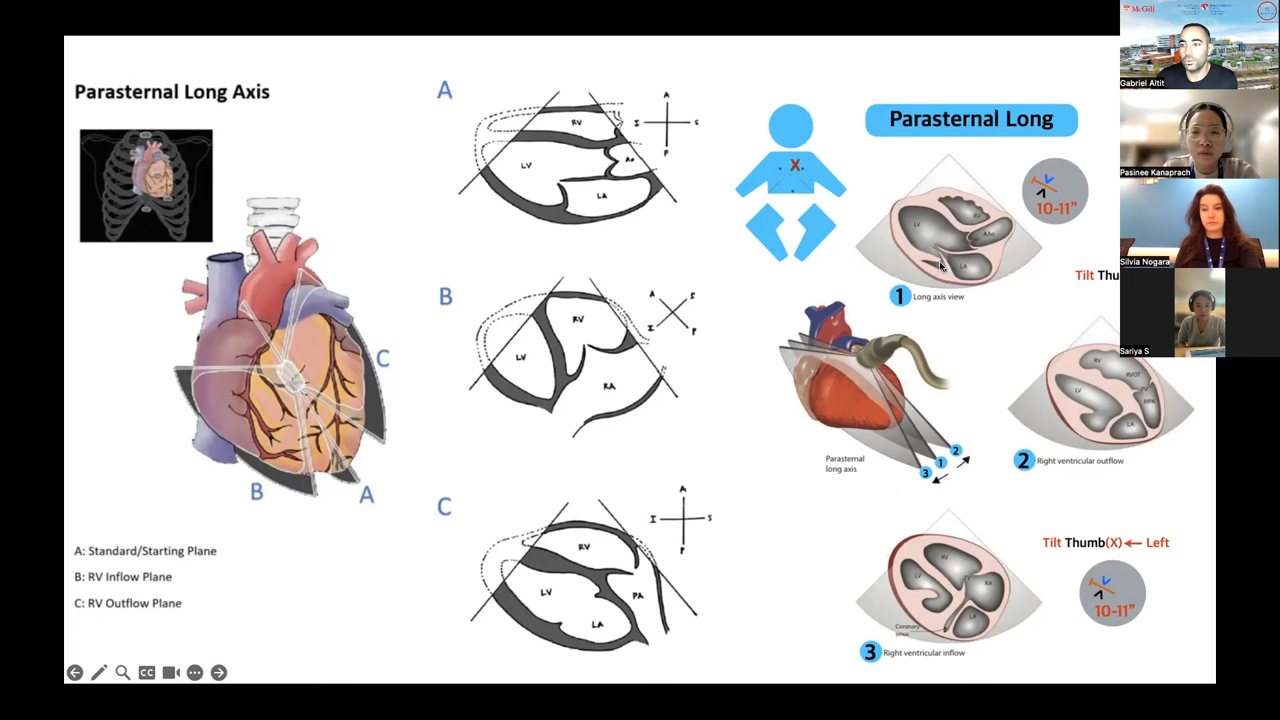 Parasternal Long Axis
C
B
A
A: Standard/Starting Plane
B: RV Inflow Plane
C: RV Outflow Plane
A
RV
LV
Ao
LA
A
I
S
P
B
RV
LV
RA
A
S
I
P
C
RV
LV
PA
LA
A
I
S
P
X
Parasternal Long
LV
RV
LA
10-11"
1 Long axis view
Tilt Thu
Parasternal
long axis
1
2
3
RV
RVOT
LV
PV
MPA
LA
2 Right ventricular outflow
RV
LV
RA
LA
Coronary
sinus
3 Right ventricular inflow
Tilt Thumb(X) Left
10-11"
CC
McGill
Gabriel Altit
Pasinee Kanaprach
Silvia Nogara
Sariya S